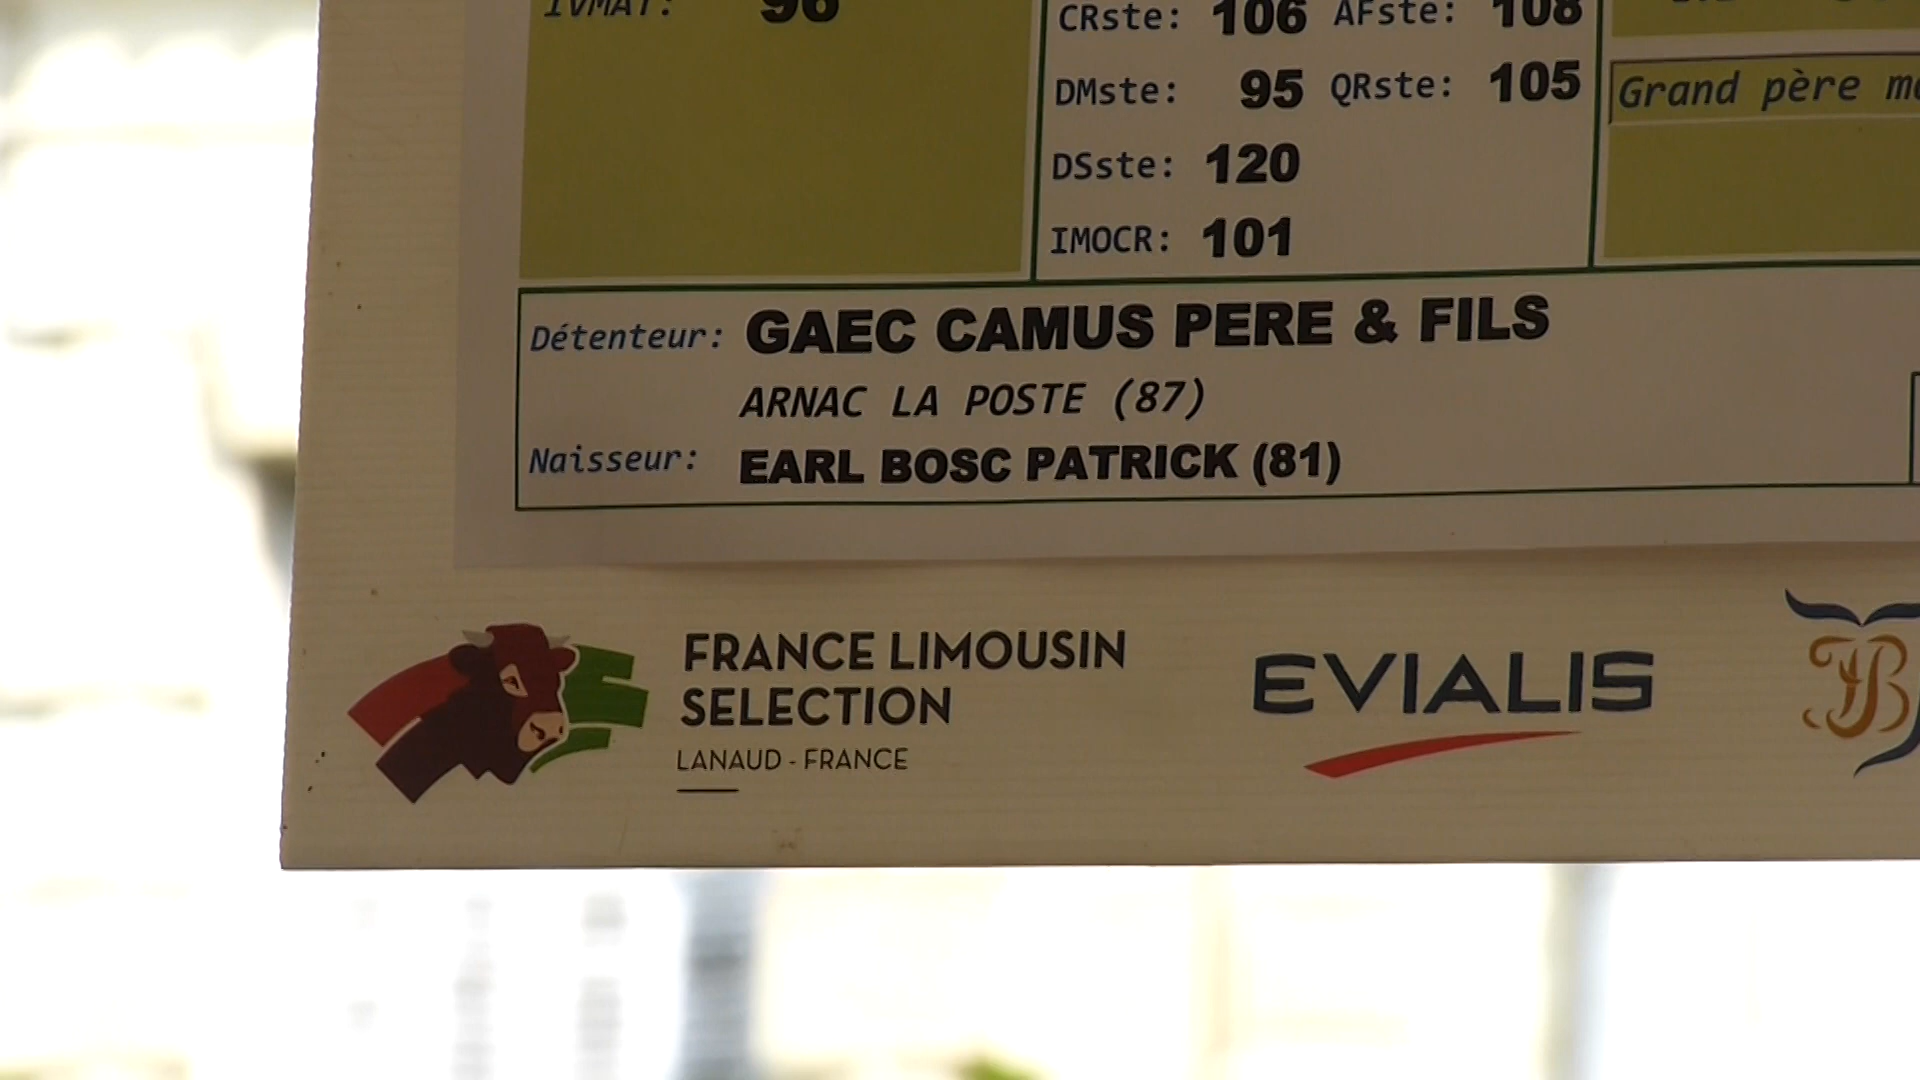 IVMAT: 96
CRste: 106 AFste: 108
DMste: 95 QRste: 105
Grand père
DSste: 120
IMOCR: 101
Détenteur: GAEC CAMUS PERE & FILS
ARNAC LA POSTE (87)
Naisseur: EARL BOSC PATRICK (81)
FRANCE LIMOUSIN
SELECTION
LANAUD - FRANCE
EVIALIS